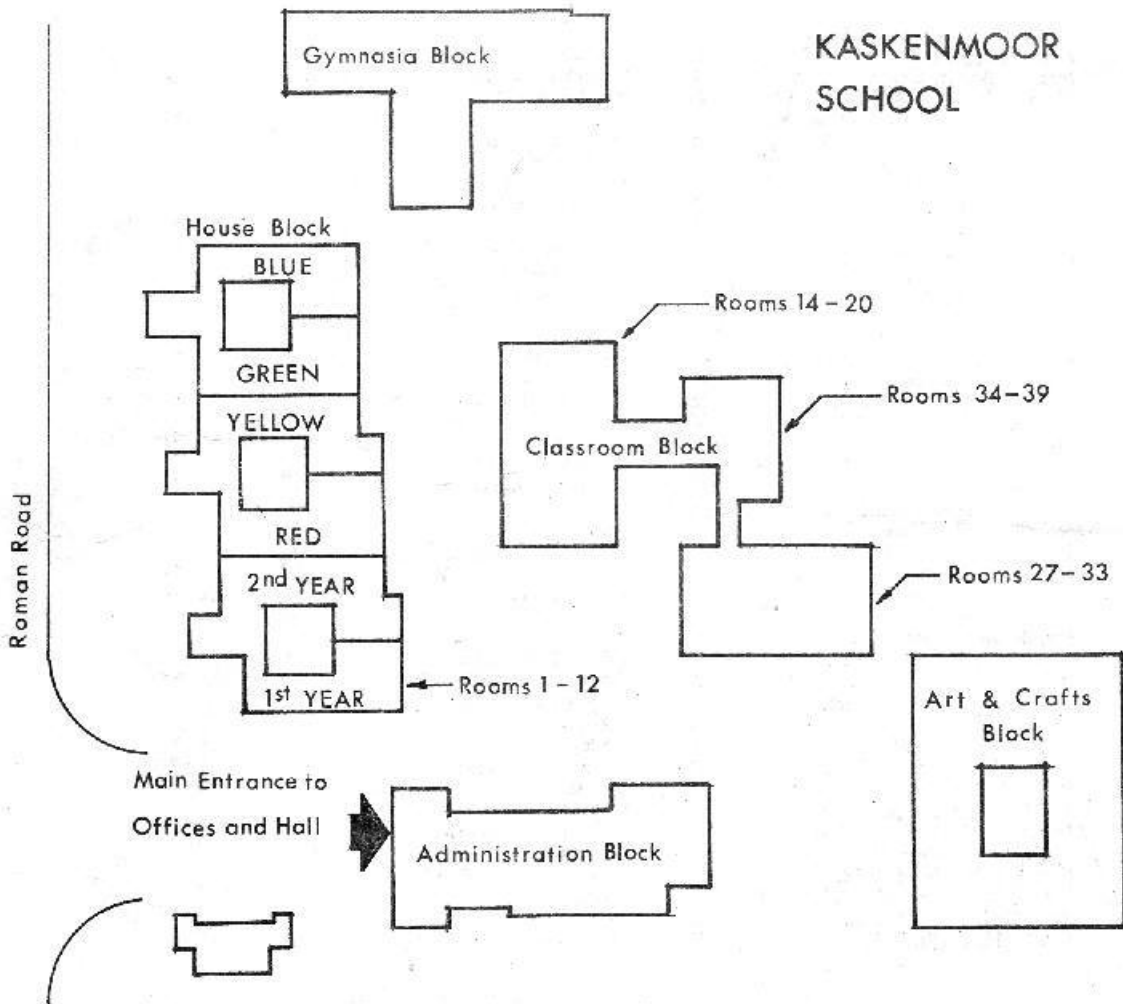 KASKENMOOR
SCHOOL
Gymnasia Block
House Block
BLUE
GREEN
YELLOW
RED
2nd YEAR
1st YEAR
Rooms 1 – 12
Rooms 14 – 20
Rooms 34–39
Classroom Block
Rooms 27–33
Art & Crafts
Block
Roman Road
Main Entrance to
Offices and Hall
Administration Block